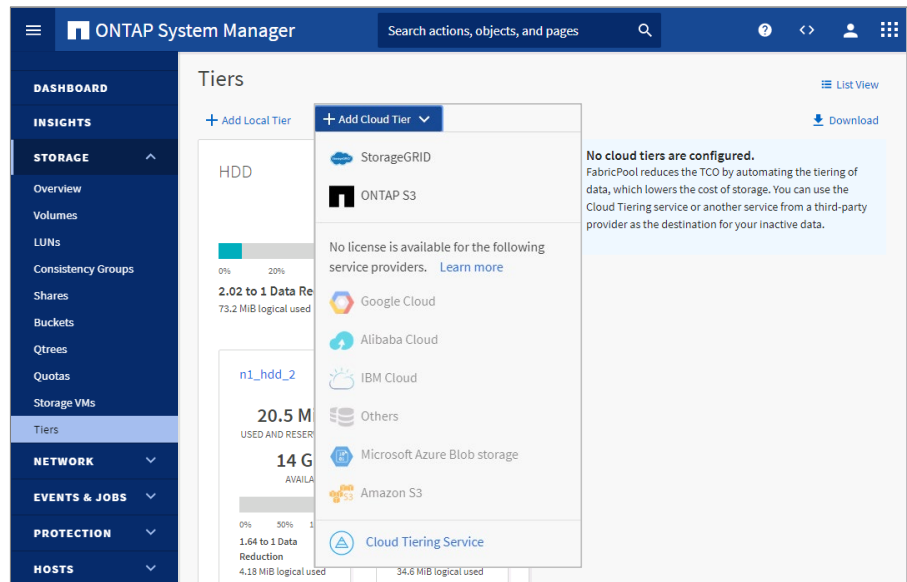 ONTAP System Manager
Search actions, objects, and pages
DASHBOARD
INSIGHTS
STORAGE
Overview
Volumes
LUNs
Consistency Groups
Shares
Buckets
Qtrees
Quotas
Storage VMs
Tiers
NETWORK
EVENTS & JOBS
PROTECTION
HOSTS
Tiers
List View
+ Add Local Tier
+ Add Cloud Tier
Download
HDD
0% 20%
2.02 to 1 Data Re
73.2 MiB logical used
n1_hdd_2
20.5 M
USED AND RESER
14 G
AVAILA
0% 50% 1
1.64 to 1 Data
Reduction
4.18 MiB logical used
34.6 MiB logical used
StorageGRID
ONTAP S3
No license is available for the following
service providers. Learn more
Google Cloud
Alibaba Cloud
IBM Cloud
Others
Microsoft Azure Blob storage
S3
Amazon S3
Cloud Tiering Service
No cloud tiers are configured.
FabricPool reduces the TCO by automating the tiering of
data, which lowers the cost of storage. You can use the
Cloud Tiering service or another service from a third-party
provider as the destination for your inactive data.